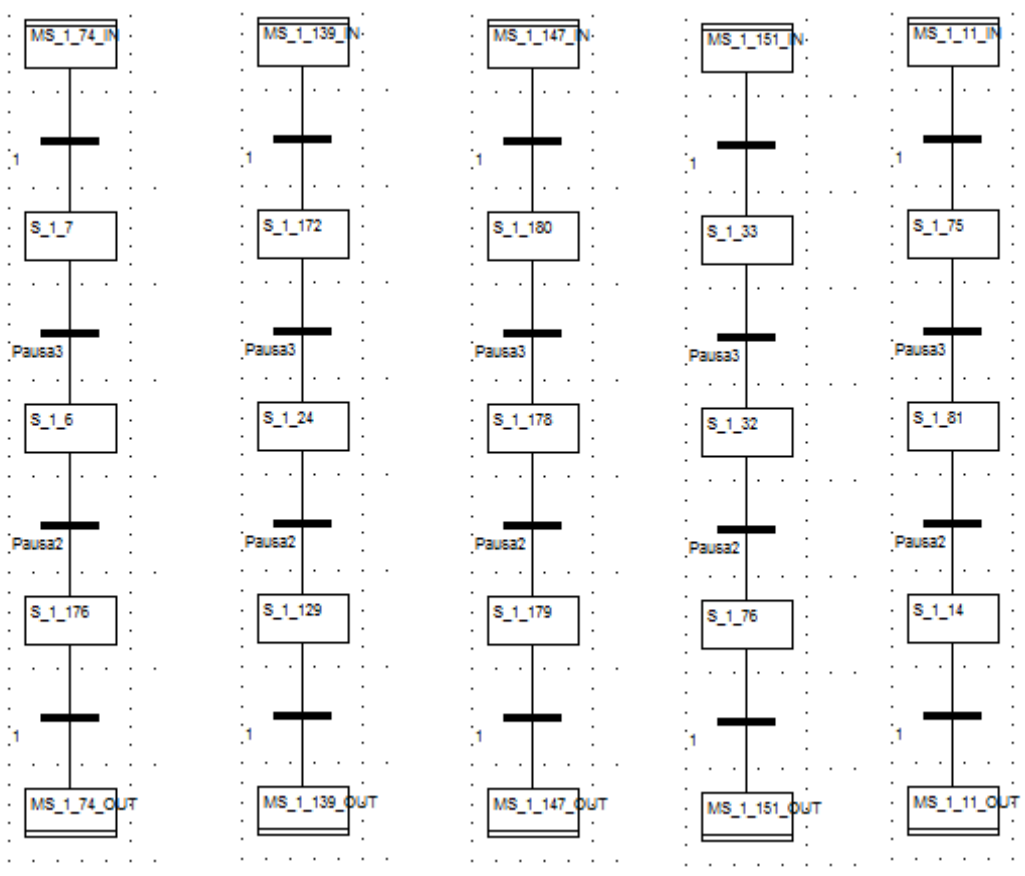 MS_1_74_IN
1
S_1_7
Pausa3
S_1_6
Pausa2
S_1_176
1
MS_1_74_OUT
MS_1_139_IN
1
S_1_172
Pausa3
S_1_24
Pausa2
S_1_129
1
MS_1_139_OUT
MS_1_147_IN
1
S_1_180
Pausa3
S_1_178
Pausa2
S_1_179
1
MS_1_147_OUT
MS_1_151_IN
1
S_1_33
Pausa3
S_1_32
Pausa2
S_1_76
1
MS_1_151_OUT
MS_1_11_IN
1
S_1_75
Pausa3
S_1_81
Pausa2
S_1_14
1
MS_1_11_OUT